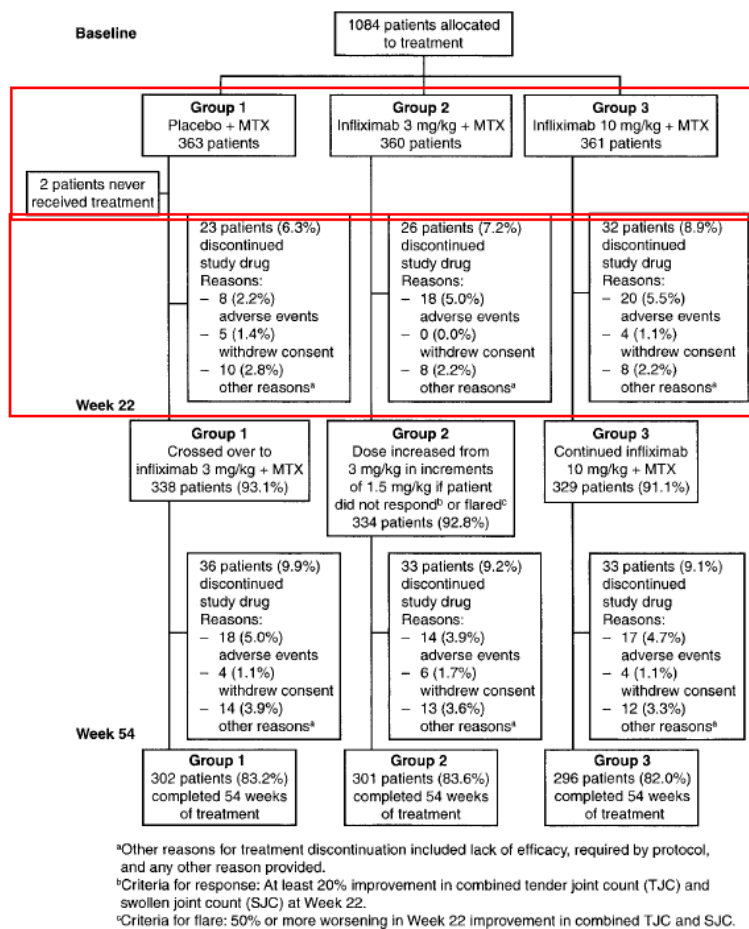 Baseline
1084 patients allocated
to treatment
Group 1
Placebo + MTX
363 patients
Group 2
Infliximab 3 mg/kg + MTX
360 patients
Group 3
Infliximab 10 mg/kg + MTX
361 patients
2 patients never
received treatment
23 patients (6.3%)
discontinued
study drug
Reasons:
– 8 (2.2%)
adverse events
– 5 (1.4%)
withdrew consent
– 10 (2.8%)
other reasonsᵃ
26 patients (7.2%)
discontinued
study drug
Reasons:
– 18 (5.0%)
adverse events
– 0 (0.0%)
withdrew consent
– 8 (2.2%)
other reasonsᵃ
32 patients (8.9%)
discontinued
study drug
Reasons:
– 20 (5.5%)
adverse events
– 4 (1.1%)
withdrew consent
– 8 (2.2%)
other reasonsᵃ
Week 22
Group 1
Crossed over to
infliximab 3 mg/kg + MTX
338 patients (93.1%)
Group 2
Dose increased from
3 mg/kg in increments
of 1.5 mg/kg if patient
did not respondᵇ or flaredᶜ
334 patients (92.8%)
Group 3
Continued infliximab
10 mg/kg + MTX
329 patients (91.1%)
36 patients (9.9%)
discontinued
study drug
Reasons:
– 18 (5.0%)
adverse events
– 4 (1.1%)
withdrew consent
– 14 (3.9%)
other reasonsᵃ
33 patients (9.2%)
discontinued
study drug
Reasons:
– 14 (3.9%)
adverse events
– 6 (1.7%)
withdrew consent
– 13 (3.6%)
other reasonsᵃ
33 patients (9.1%)
discontinued
study drug
Reasons:
– 17 (4.7%)
adverse events
– 4 (1.1%)
withdrew consent
– 12 (3.3%)
other reasonsᵃ
Week 54
Group 1
302 patients (83.2%)
completed 54 weeks
of treatment
Group 2
301 patients (83.6%)
completed 54 weeks
of treatment
Group 3
296 patients (82.0%)
completed 54 weeks
of treatment
ᵃOther reasons for treatment discontinuation included lack of efficacy, required by protocol,
and any other reason provided.
ᵇCriteria for response: At least 20% improvement in combined tender joint count (TJC) and
swollen joint count (SJC) at Week 22.
ᶜCriteria for flare: 50% or more worsening in Week 22 improvement in combined TJC and SJC.